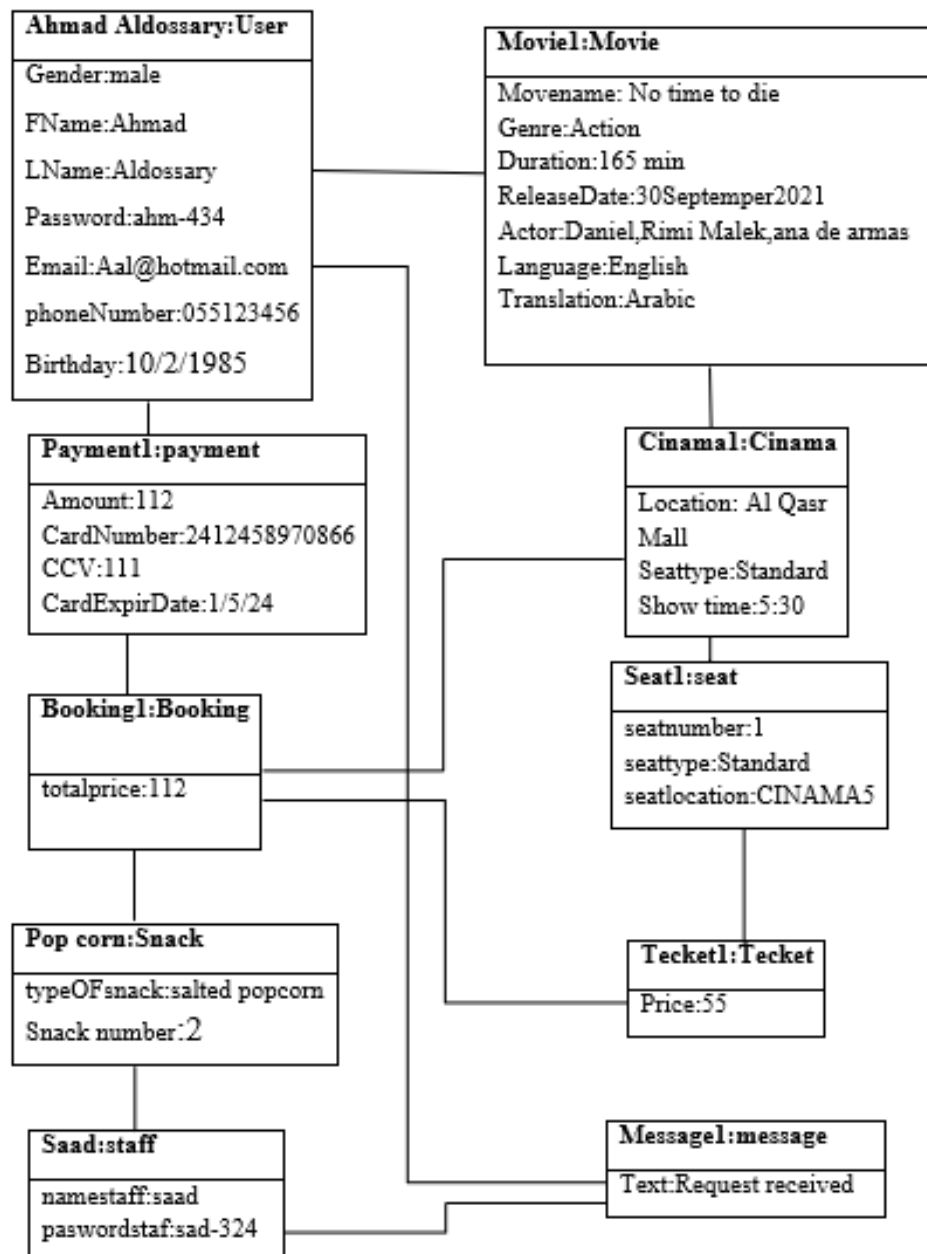 Ahmad Aldossary:User
Gender:male
FName:Ahmad
LName:Aldossary
Password:ahm-434
Email:Aal@hotmail.com
phoneNumber:055123456
Birthday:10/2/1985
Movie1:Movie
Movename: No time to die
Genre:Action
Duration:165 min
ReleaseDate:30Septemper2021
Actor:Daniel,Rimi Malek,ana de armas
Language:English
Translation:Arabic
Payment1:payment
Amount:112
CardNumber:2412458970866
CCV:111
CardExpirDate:1/5/24
Cinama1:Cinama
Location: Al Qasr
Mall
Seattype:Standard
Show time:5:30
Booking1:Booking
totalprice:112
Seat1:seat
seatnumber:1
seattype:Standard
seatlocation:CINAMA5
Pop corn:Snack
typeOFsnack:salted popcorn
Snack number:2
Tecket1:Tecket
Price:55
Saad:staff
namestaff:saad
paswordstaf:sad-324
Message1:message
Text:Request received